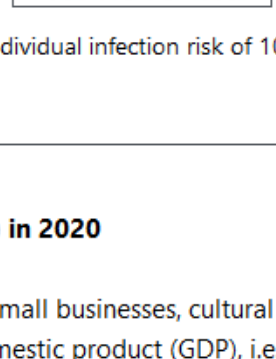 dividual infection risk of 10
in 2020
mall businesses, cultural
mestic product (GDP), i.e